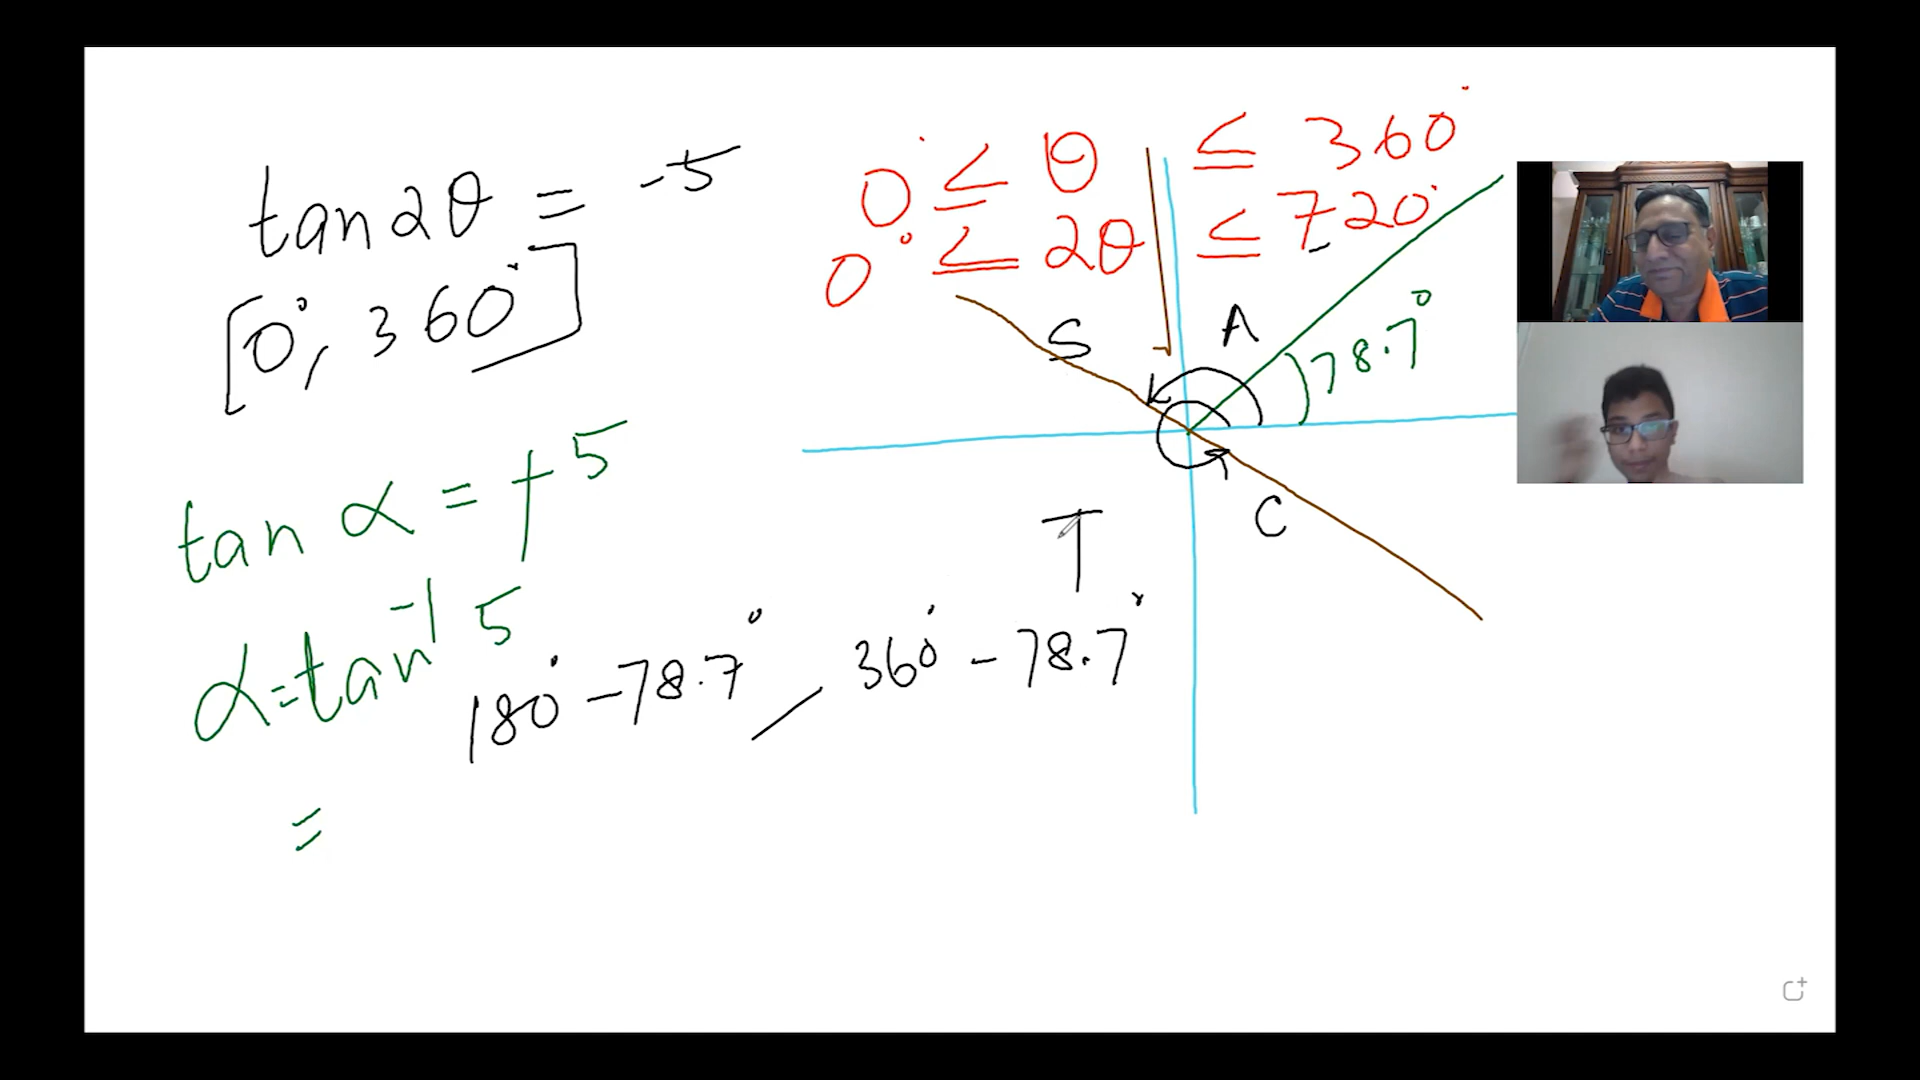 tan2θ = -5
[0°, 360°]
tan α = +5
α = tan⁻¹ 5
=
180° - 78.7° , 360° - 78.7°
0° ≤ θ ≤ 360°
0° ≤ 2θ ≤ 720°
S A
78.7°
T C